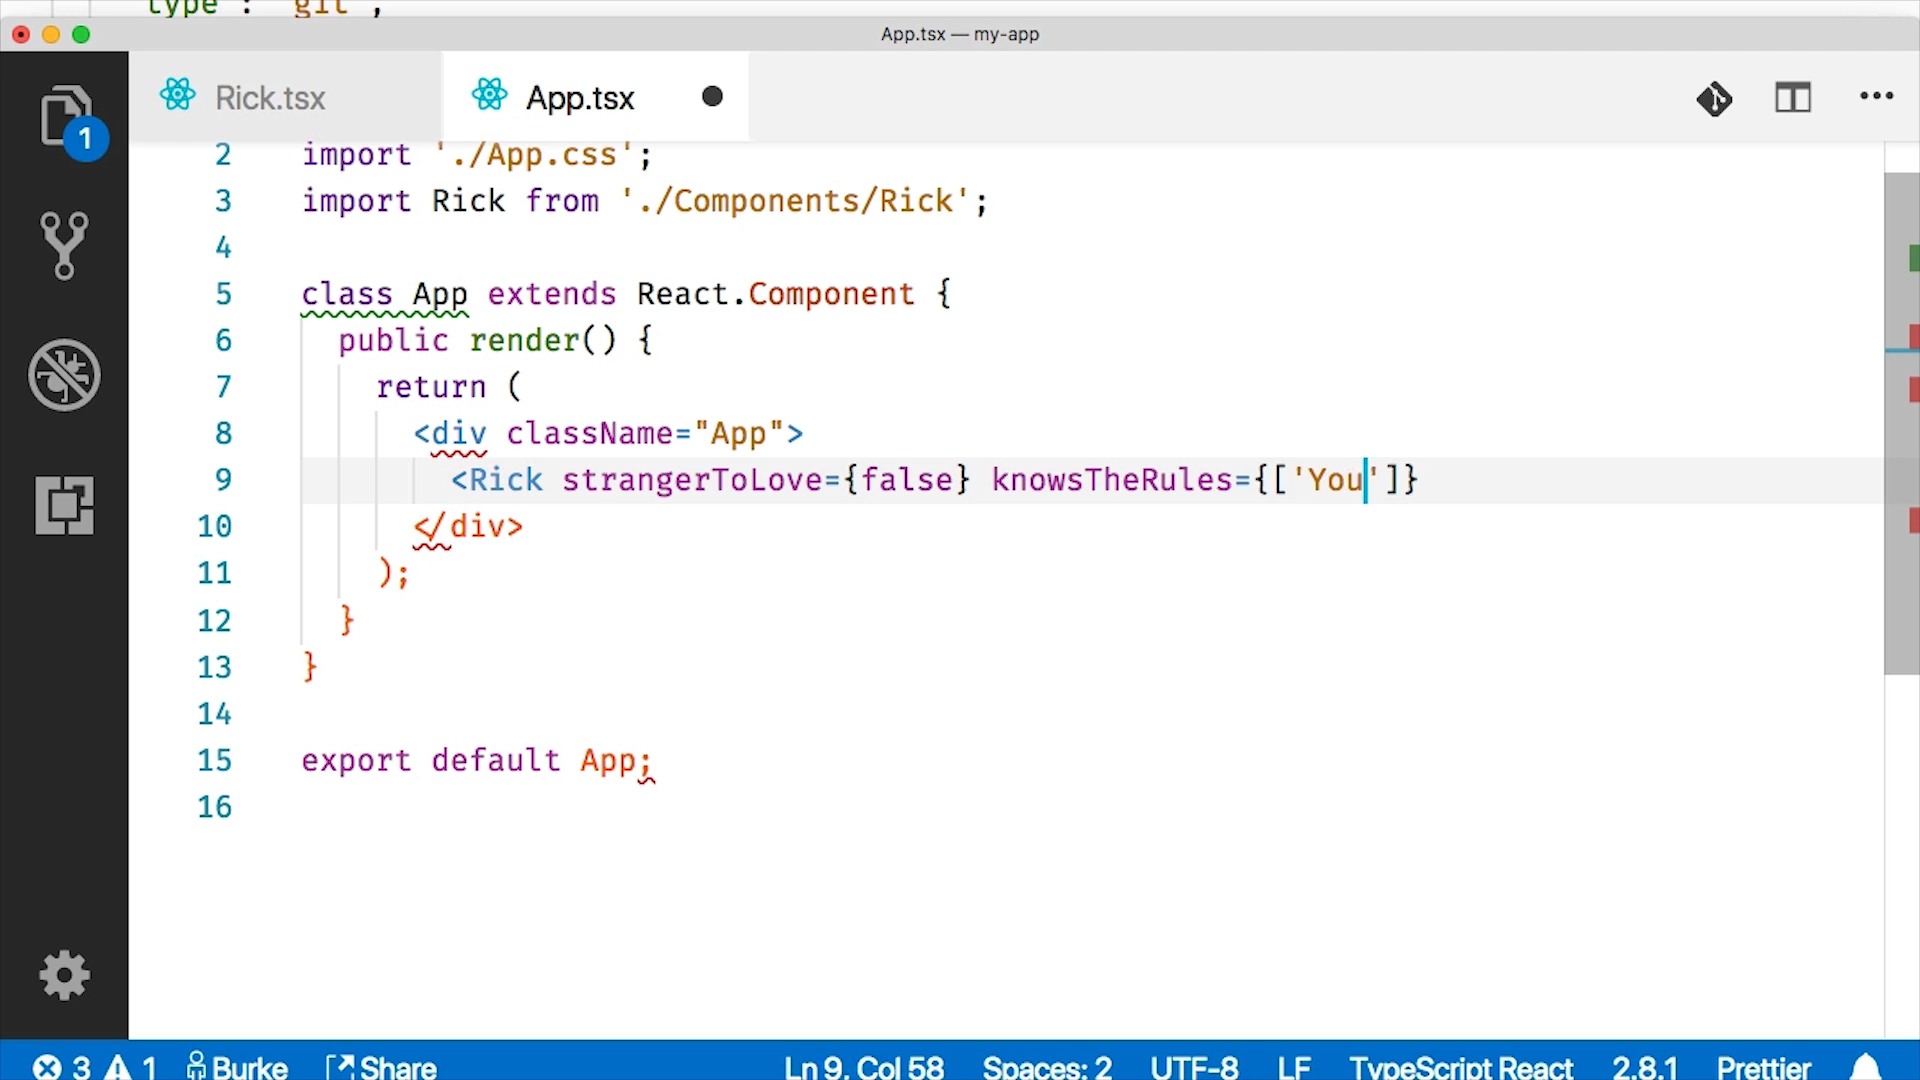 type : git ,
App.tsx — my-app
Rick.tsx
App.tsx
1
2 import './App.css';
3 import Rick from './Components/Rick';
4
5 class App extends React.Component {
6 public render() {
7 return (
8 <div className="App">
9 <Rick strangerToLove={false} knowsTheRules={['You']}
10 </div>
11 );
12 }
13 }
14
15 export default App;
16
3 1 Burke Share Ln 9, Col 58 Spaces: 2 UTF-8 LF TypeScript React 2.8.1 Prettier